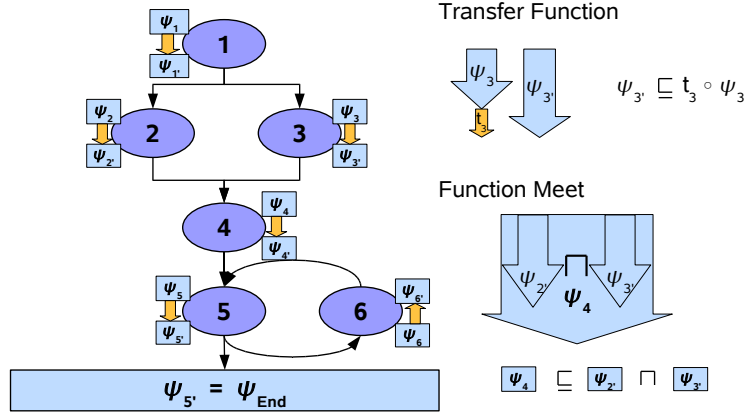 Transfer Function
ψ1
1
ψ1'
ψ3
ψ3'
t3
ψ3' ⊑ t3 ∘ ψ3
ψ2
2
ψ2'
ψ3
3
ψ3'
Function Meet
4
ψ4
ψ4'
ψ2'
⊓
ψ3'
ψ4
ψ5
5
ψ5'
6
ψ6'
ψ6
ψ5' = ψEnd
ψ4 ⊑ ψ2' ⊓ ψ3'